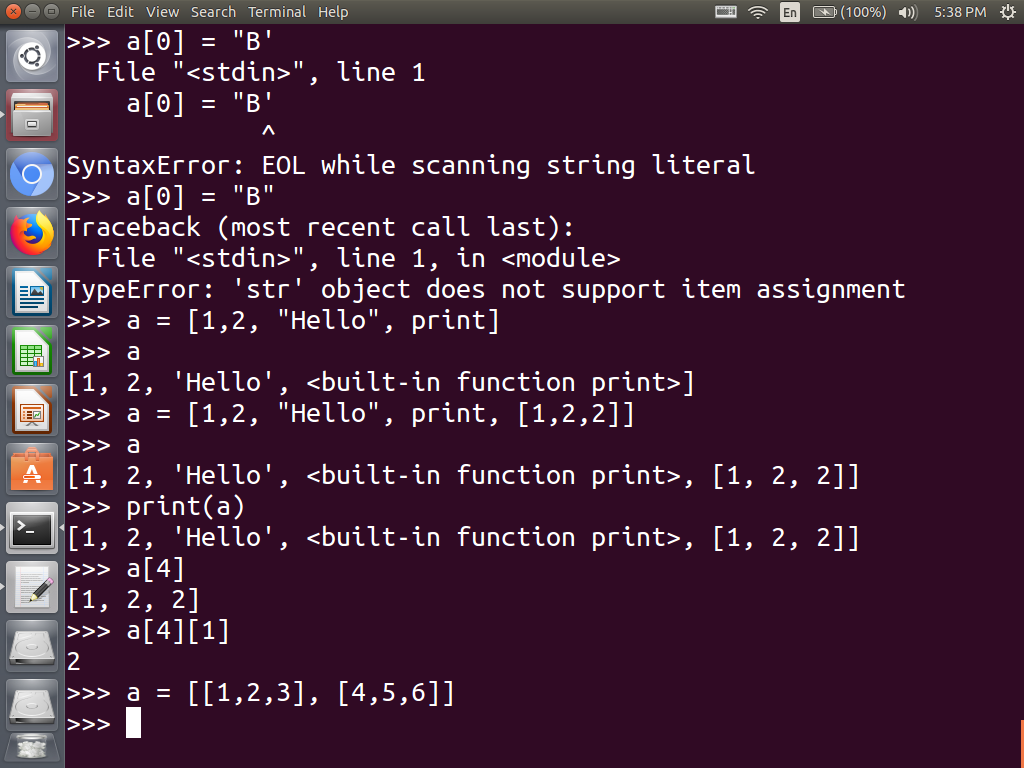 File Edit View Search Terminal Help En (100%) 5:38 PM
>>> a[0] = "B'
  File "<stdin>", line 1
    a[0] = "B'
             ^
SyntaxError: EOL while scanning string literal
>>> a[0] = "B"
Traceback (most recent call last):
  File "<stdin>", line 1, in <module>
TypeError: 'str' object does not support item assignment
>>> a = [1,2, "Hello", print]
>>> a
[1, 2, 'Hello', <built-in function print>]
>>> a = [1,2, "Hello", print, [1,2,2]]
>>> a
[1, 2, 'Hello', <built-in function print>, [1, 2, 2]]
>>> print(a)
[1, 2, 'Hello', <built-in function print>, [1, 2, 2]]
>>> a[4]
[1, 2, 2]
>>> a[4][1]
2
>>> a = [[1,2,3], [4,5,6]]
>>>